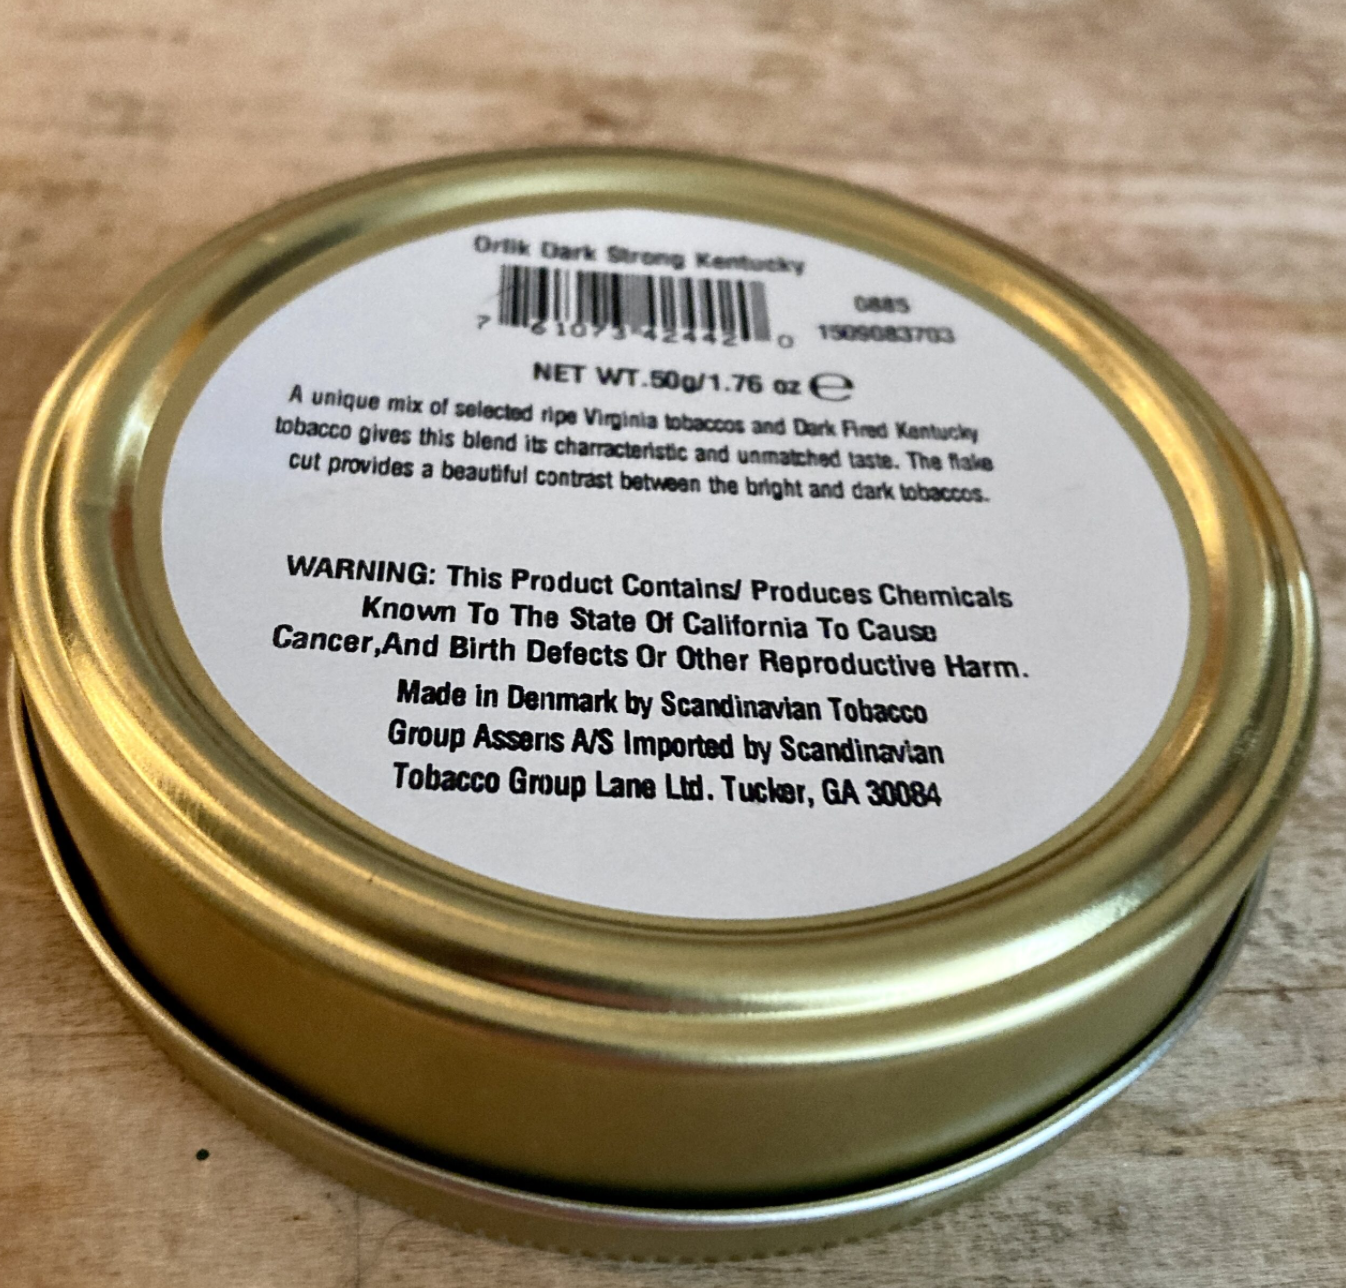 Orlik Dark Strong Kentucky
7 61073 42442 0
0885
1509083703
NET WT.50g/1.76 oz ℮
A unique mix of selected ripe Virginia tobaccos and Dark Fired Kentucky
tobacco gives this blend its charracteristic and unmatched taste. The flake
cut provides a beautiful contrast between the bright and dark tobaccos.
WARNING: This Product Contains/ Produces Chemicals
Known To The State Of California To Cause
Cancer,And Birth Defects Or Other Reproductive Harm.
Made in Denmark by Scandinavian Tobacco
Group Assens A/S Imported by Scandinavian
Tobacco Group Lane Ltd. Tucker, GA 30084